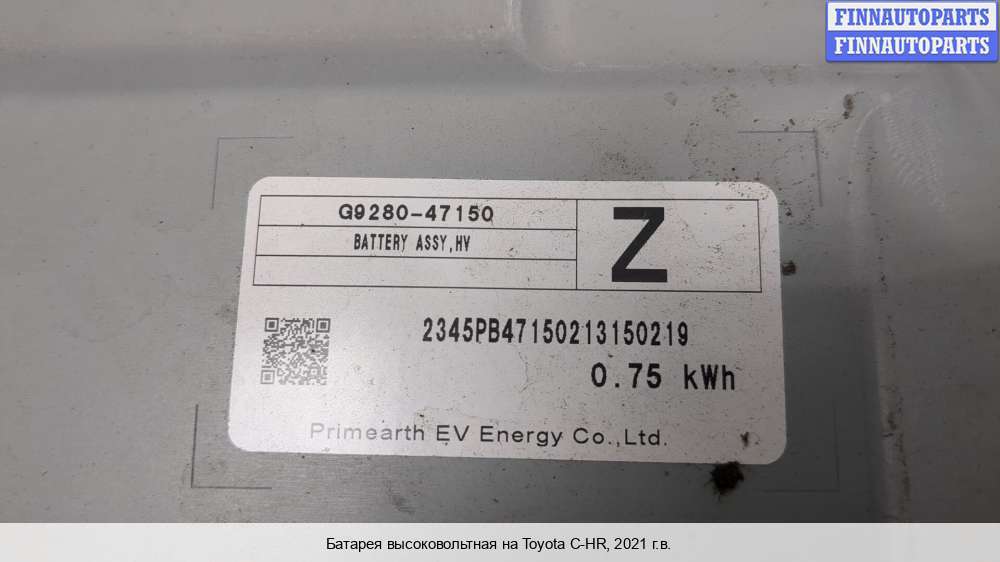 FINNAUTOPARTS
FINNAUTOPARTS
G9280-47150
BATTERY ASSY,HV
Z
2345PB47150213150219
0.75 kWh
Primearth EV Energy Co.,Ltd.
Батарея высоковольтная на Toyota C-HR, 2021 г.в.